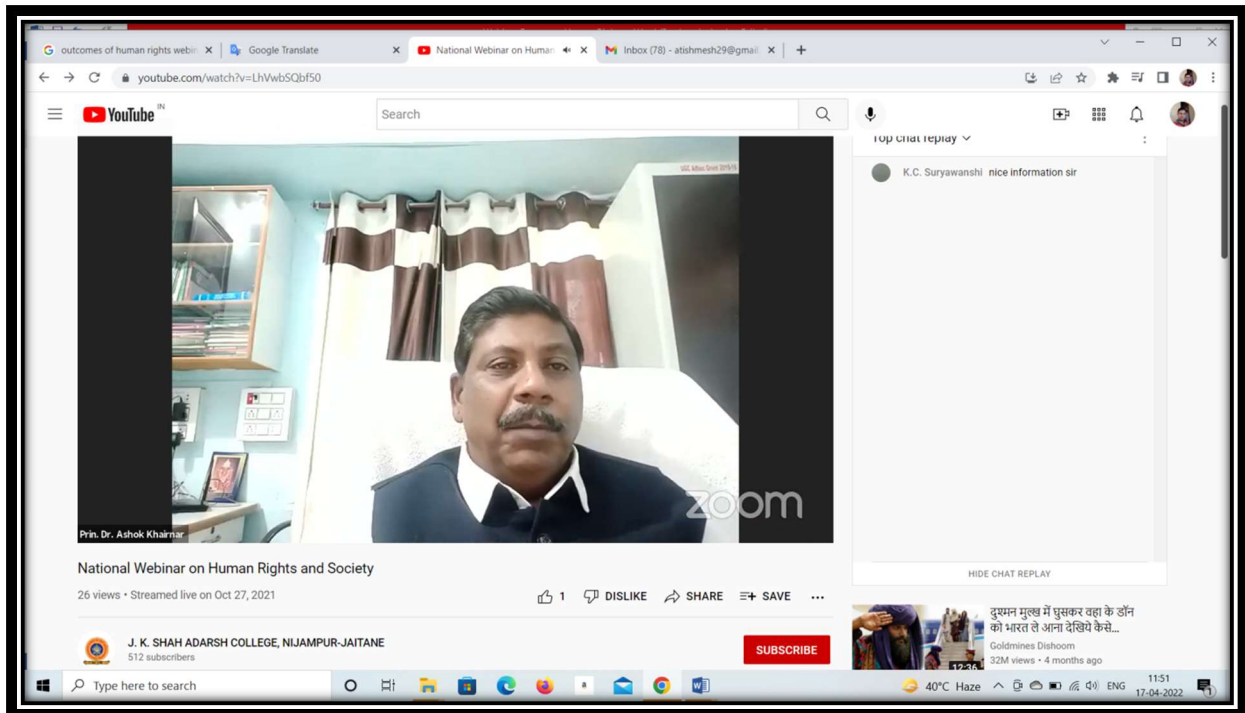 outcomes of human rights webin
Google Translate
National Webinar on Human
Inbox (78) - atishmesh29@gmail.
youtube.com/watch?v=LhVwbSQbf50
YouTube IN
Search
Top chat replay
K.C. Suryawanshi nice information sir
zoom
Prin. Dr. Ashok Khairnar
HIDE CHAT REPLAY
National Webinar on Human Rights and Society
26 views • Streamed live on Oct 27, 2021
1 DISLIKE SHARE SAVE
J. K. SHAH ADARSH COLLEGE, NIJAMPUR-JAITANE
512 subscribers
SUBSCRIBE
दुश्मन मुल्ख में घुसकर वहा के डॉन
को भारत ले आना देखिये कैसे...
Goldmines Dishoom
32M views • 4 months ago
12:36
Type here to search
40°C Haze
ENG
11:51
17-04-2022
1